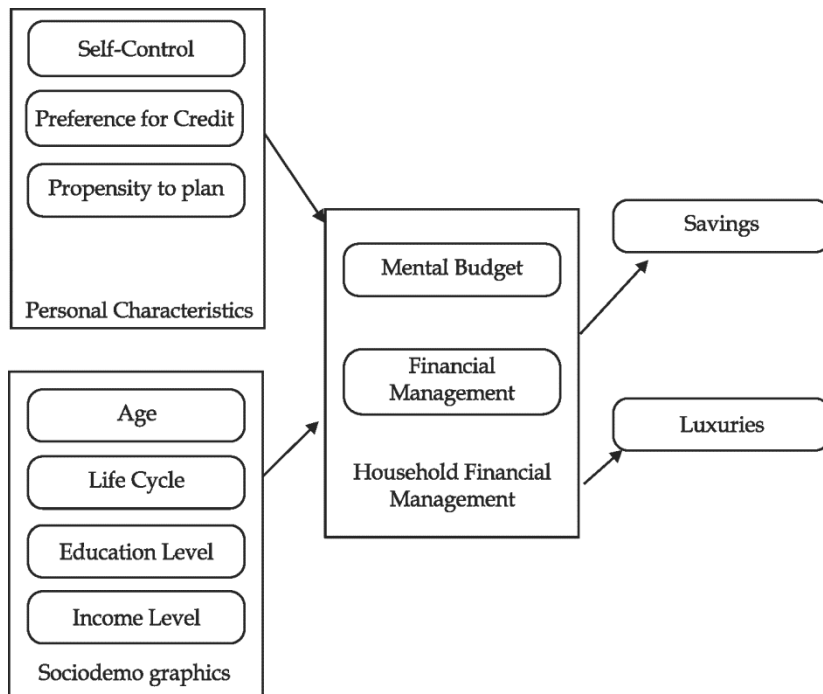 Self-Control
Preference for Credit
Propensity to plan
Personal Characteristics
Age
Life Cycle
Education Level
Income Level
Sociodemo graphics
Mental Budget
Financial
Management
Household Financial
Management
Savings
Luxuries